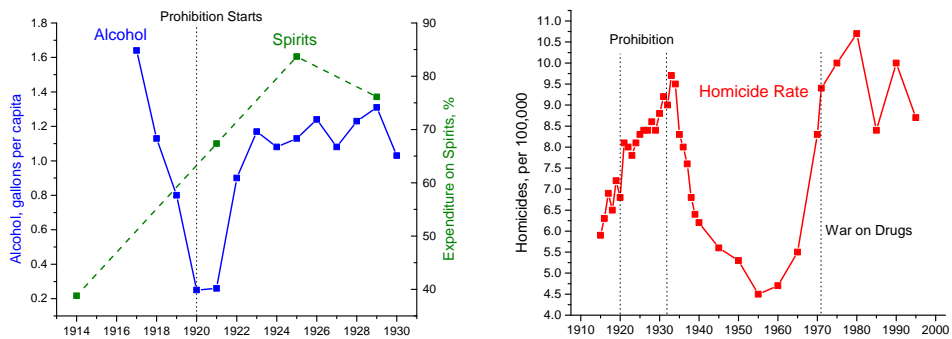 Prohibition Starts
Alcohol
Spirits
Alcohol, gallons per capita
1.8
1.6
1.4
1.2
1.0
0.8
0.6
0.4
0.2
90
80
70
60
50
40
Expenditure on Spirits, %
1914 1916 1918 1920 1922 1924 1926 1928 1930
Prohibition
Homicide Rate
War on Drugs
Homicides, per 100,000
11.0
10.5
10.0
9.5
9.0
8.5
8.0
7.5
7.0
6.5
6.0
5.5
5.0
4.5
4.0
1910 1920 1930 1940 1950 1960 1970 1980 1990 2000